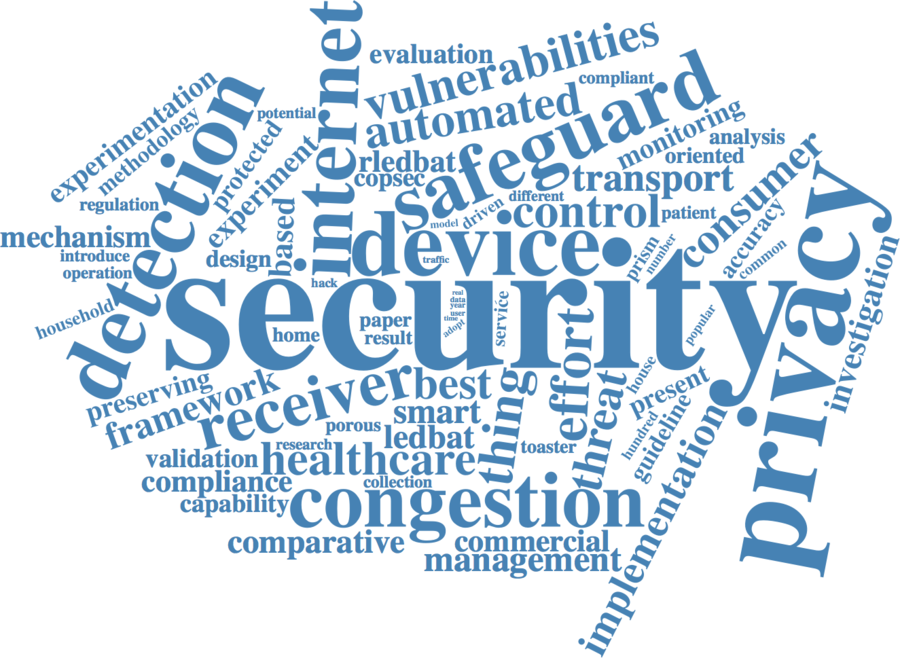 internet
evaluation
vulnerabilities
compliant
experimentation
methodology
detection
potential
protected
experiment
automated
safeguard
monitoring
analysis
oriented
consumer
rledbat
copsec
transport
regulation
different
driven
model
control
patient
privacy
accuracy
common
mechanism
introduce
operation
design
based
hack
device
traffic
prism
number
security
household
home
paper
result
real
data
year
user
time
adopt
service
popular
investigation
preserving
framework
receiver
best
smart
porous
ledbat
research
thing
effort
threat
toaster
house
present
hundred
guideline
implementation
validation
healthcare
compliance
collection
capability
congestion
comparative
commercial
management